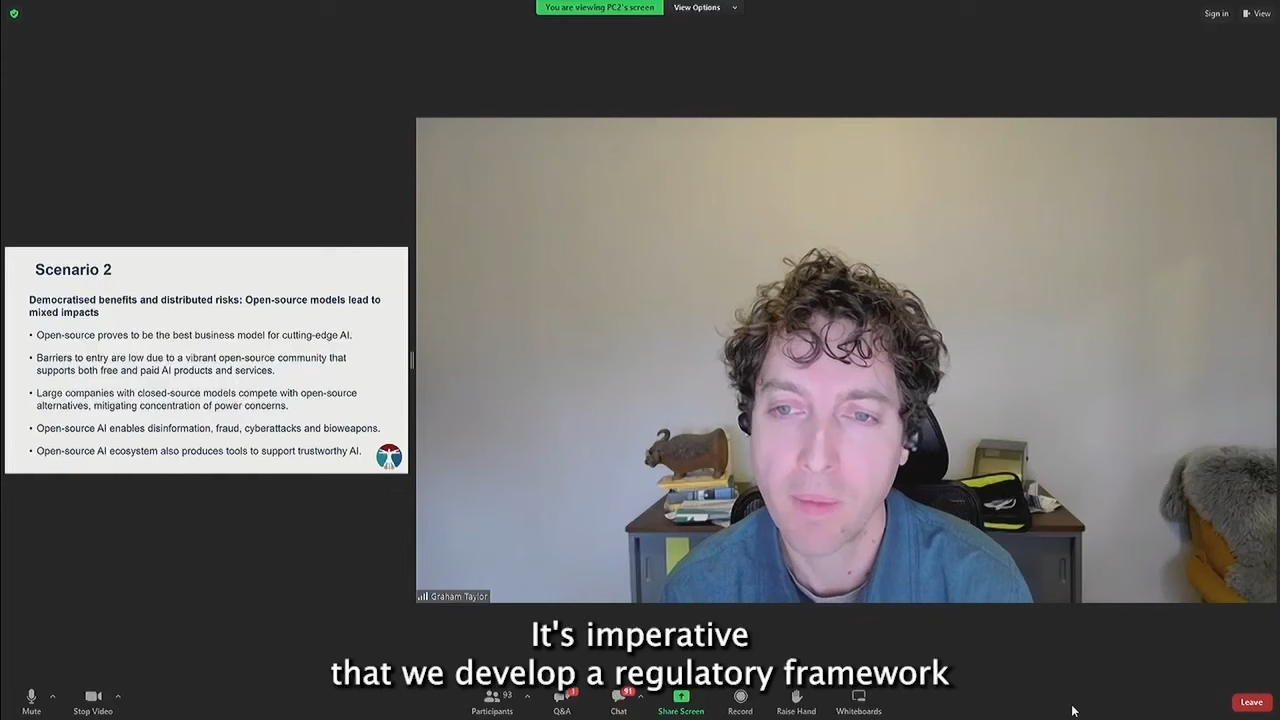 You are viewing PC2's screen
View Options
Sign in
View
Scenario 2
Democratised benefits and distributed risks: Open-source models lead to
mixed impacts
• Open-source proves to be the best business model for cutting-edge AI.
• Barriers to entry are low due to a vibrant open-source community that
supports both free and paid AI products and services.
• Large companies with closed-source models compete with open-source
alternatives, mitigating concentration of power concerns.
• Open-source AI enables disinformation, fraud, cyberattacks and bioweapons.
• Open-source AI ecosystem also produces tools to support trustworthy AI.
Graham Taylor
It's imperative
that we develop a regulatory framework
93
1
91
Mute
Stop Video
Participants
Q&A
Chat
Share Screen
Record
Raise Hand
Whiteboards
Leave